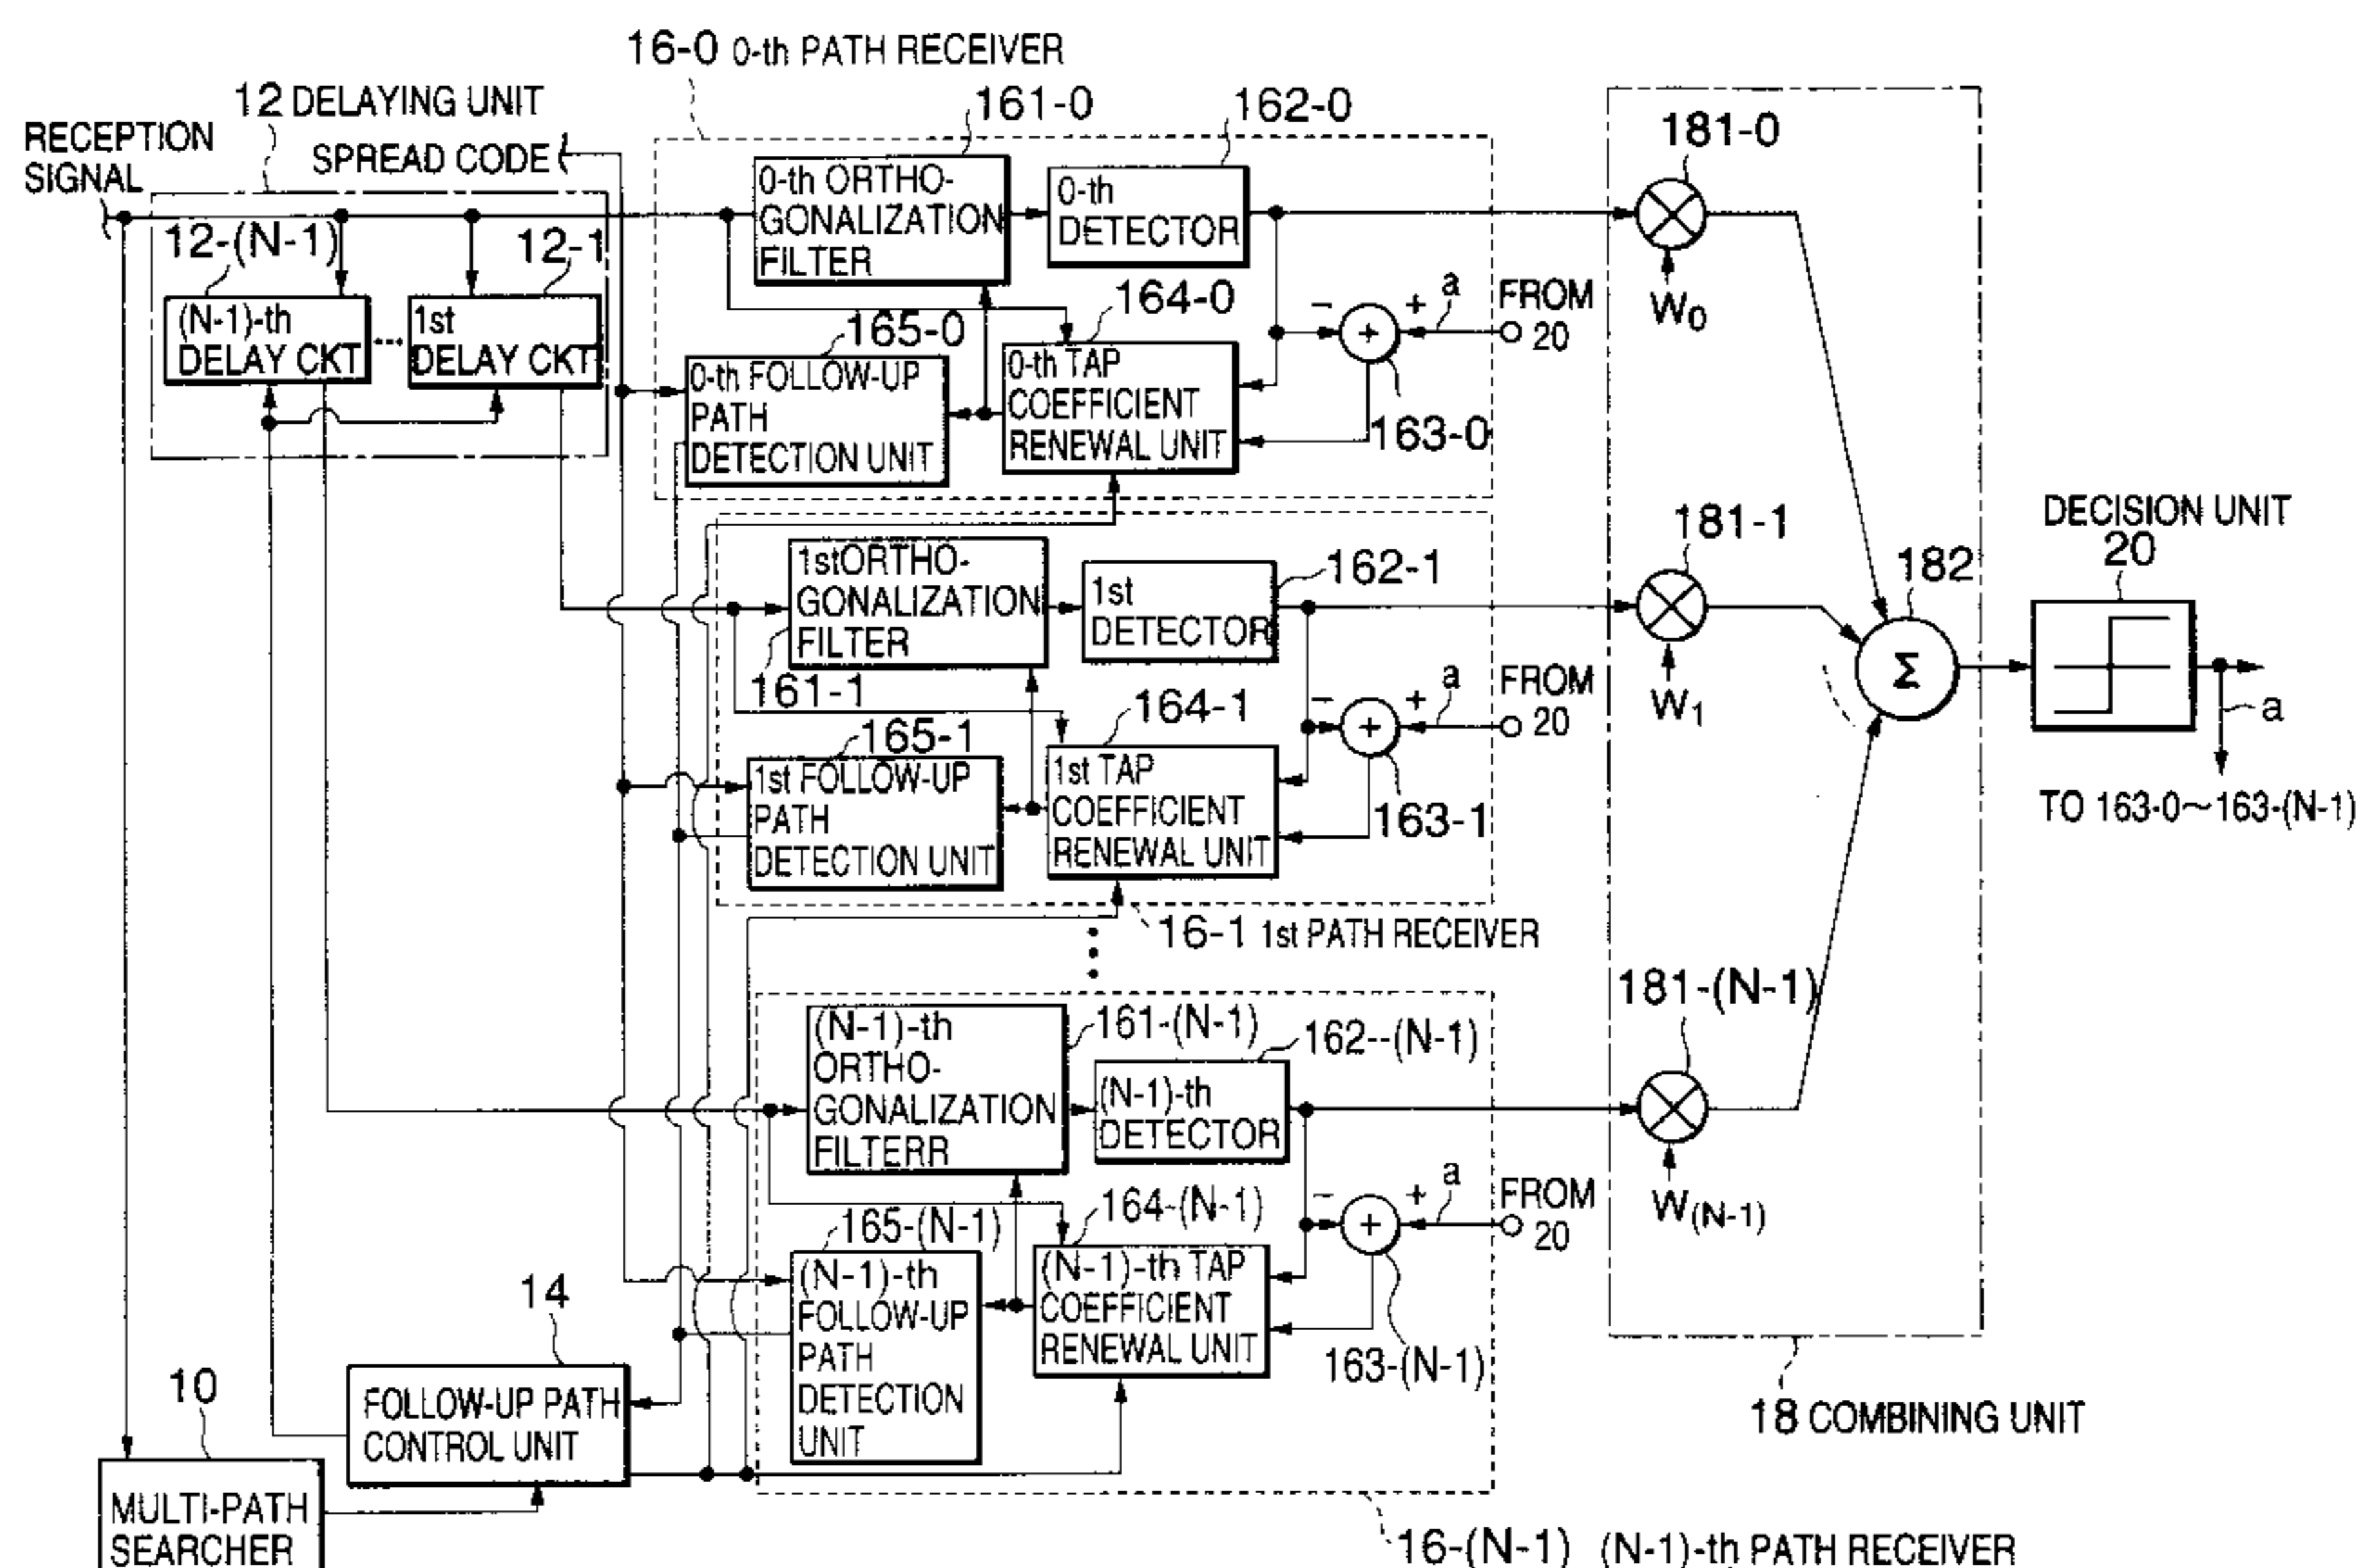 16-0 0-th PATH RECEIVER
12 DELAYING UNIT
161-0
162-0
RECEPTION
SIGNAL
SPREAD CODE
181-0
0-th ORTHO-
GONALIZATION
FILTER
0-th
DETECTOR
12-(N-1)
12-1
164-0
- + a FROM
20
W0
(N-1)-th
DELAY CKT
...
1st
DELAY CKT
165-0
+
0-th FOLLOW-UP
PATH
DETECTION UNIT
0-th TAP
COEFFICIENT
RENEWAL UNIT
163-0
181-1
DECISION UNIT
20
1stORTHO-
GONALIZATION
FILTER
1st
DETECTOR
162-1
182
161-1
164-1
- + a FROM
20
W1
Σ
a
165-1
+
1st FOLLOW-UP
PATH
DETECTION UNIT
1st TAP
COEFFICIENT
RENEWAL UNIT
163-1
TO 163-0~163-(N-1)
16-1 1st PATH RECEIVER
181-(N-1)
(N-1)-th
ORTHO-
GONALIZATION
FILTERR
161-(N-1)
162--(N-1)
(N-1)-th
DETECTOR
164-(N-1)
- + a FROM
20
W(N-1)
165-(N-1)
+
(N-1)-th
FOLLOW-UP
PATH
DETECTION
UNIT
(N-1)-th TAP
COEFFICIENT
RENEWAL UNIT
163-(N-1)
14
10
FOLLOW-UP PATH
CONTROL UNIT
18 COMBINING UNIT
MULTI-PATH
SEARCHER
16-(N-1) (N-1)-th PATH RECEIVER